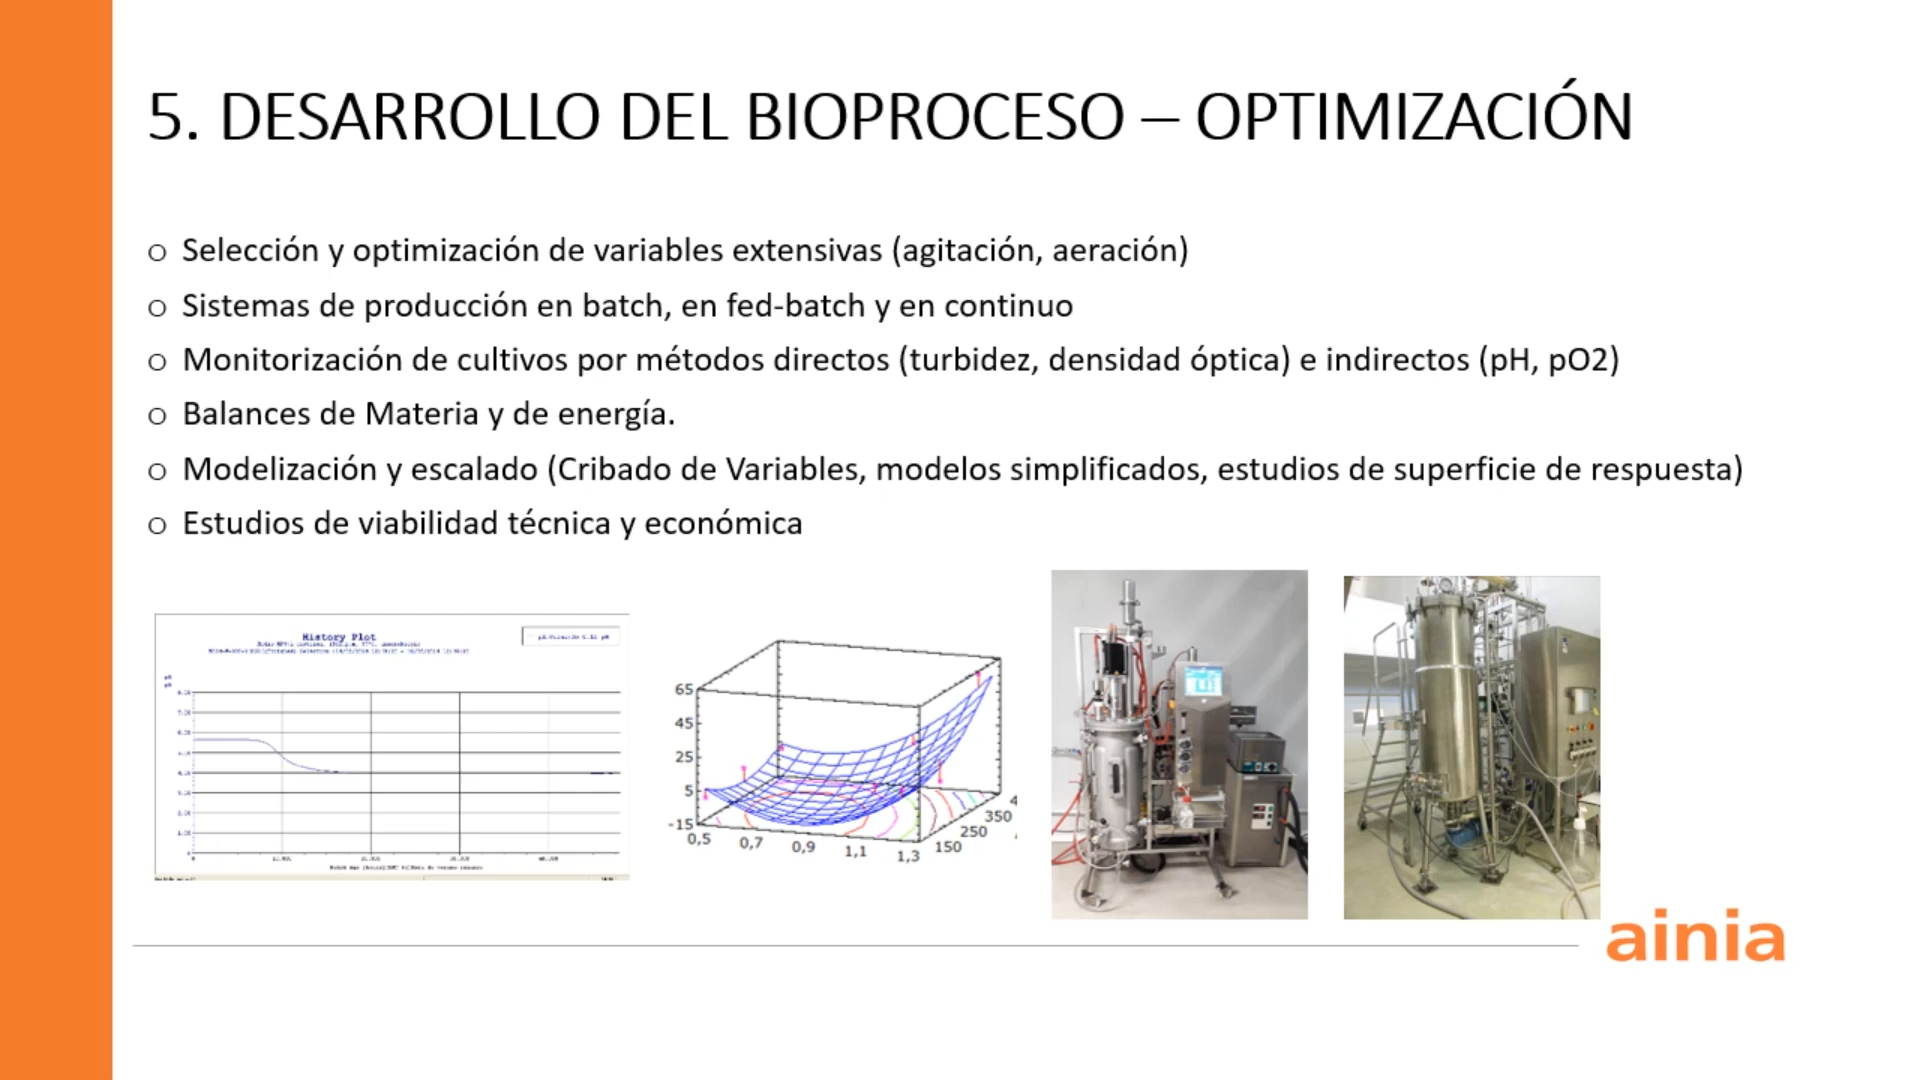 5. DESARROLLO DEL BIOPROCESO – OPTIMIZACIÓN
o Selección y optimización de variables extensivas (agitación, aeración)
o Sistemas de producción en batch, en fed-batch y en continuo
o Monitorización de cultivos por métodos directos (turbidez, densidad óptica) e indirectos (pH, pO2)
o Balances de Materia y de energía.
o Modelización y escalado (Cribado de Variables, modelos simplificados, estudios de superficie de respuesta)
o Estudios de viabilidad técnica y económica
History Plot
65
45
25
5
-15
0,5
0,7
0,9
1,1
1,3
150
250
350
ainia